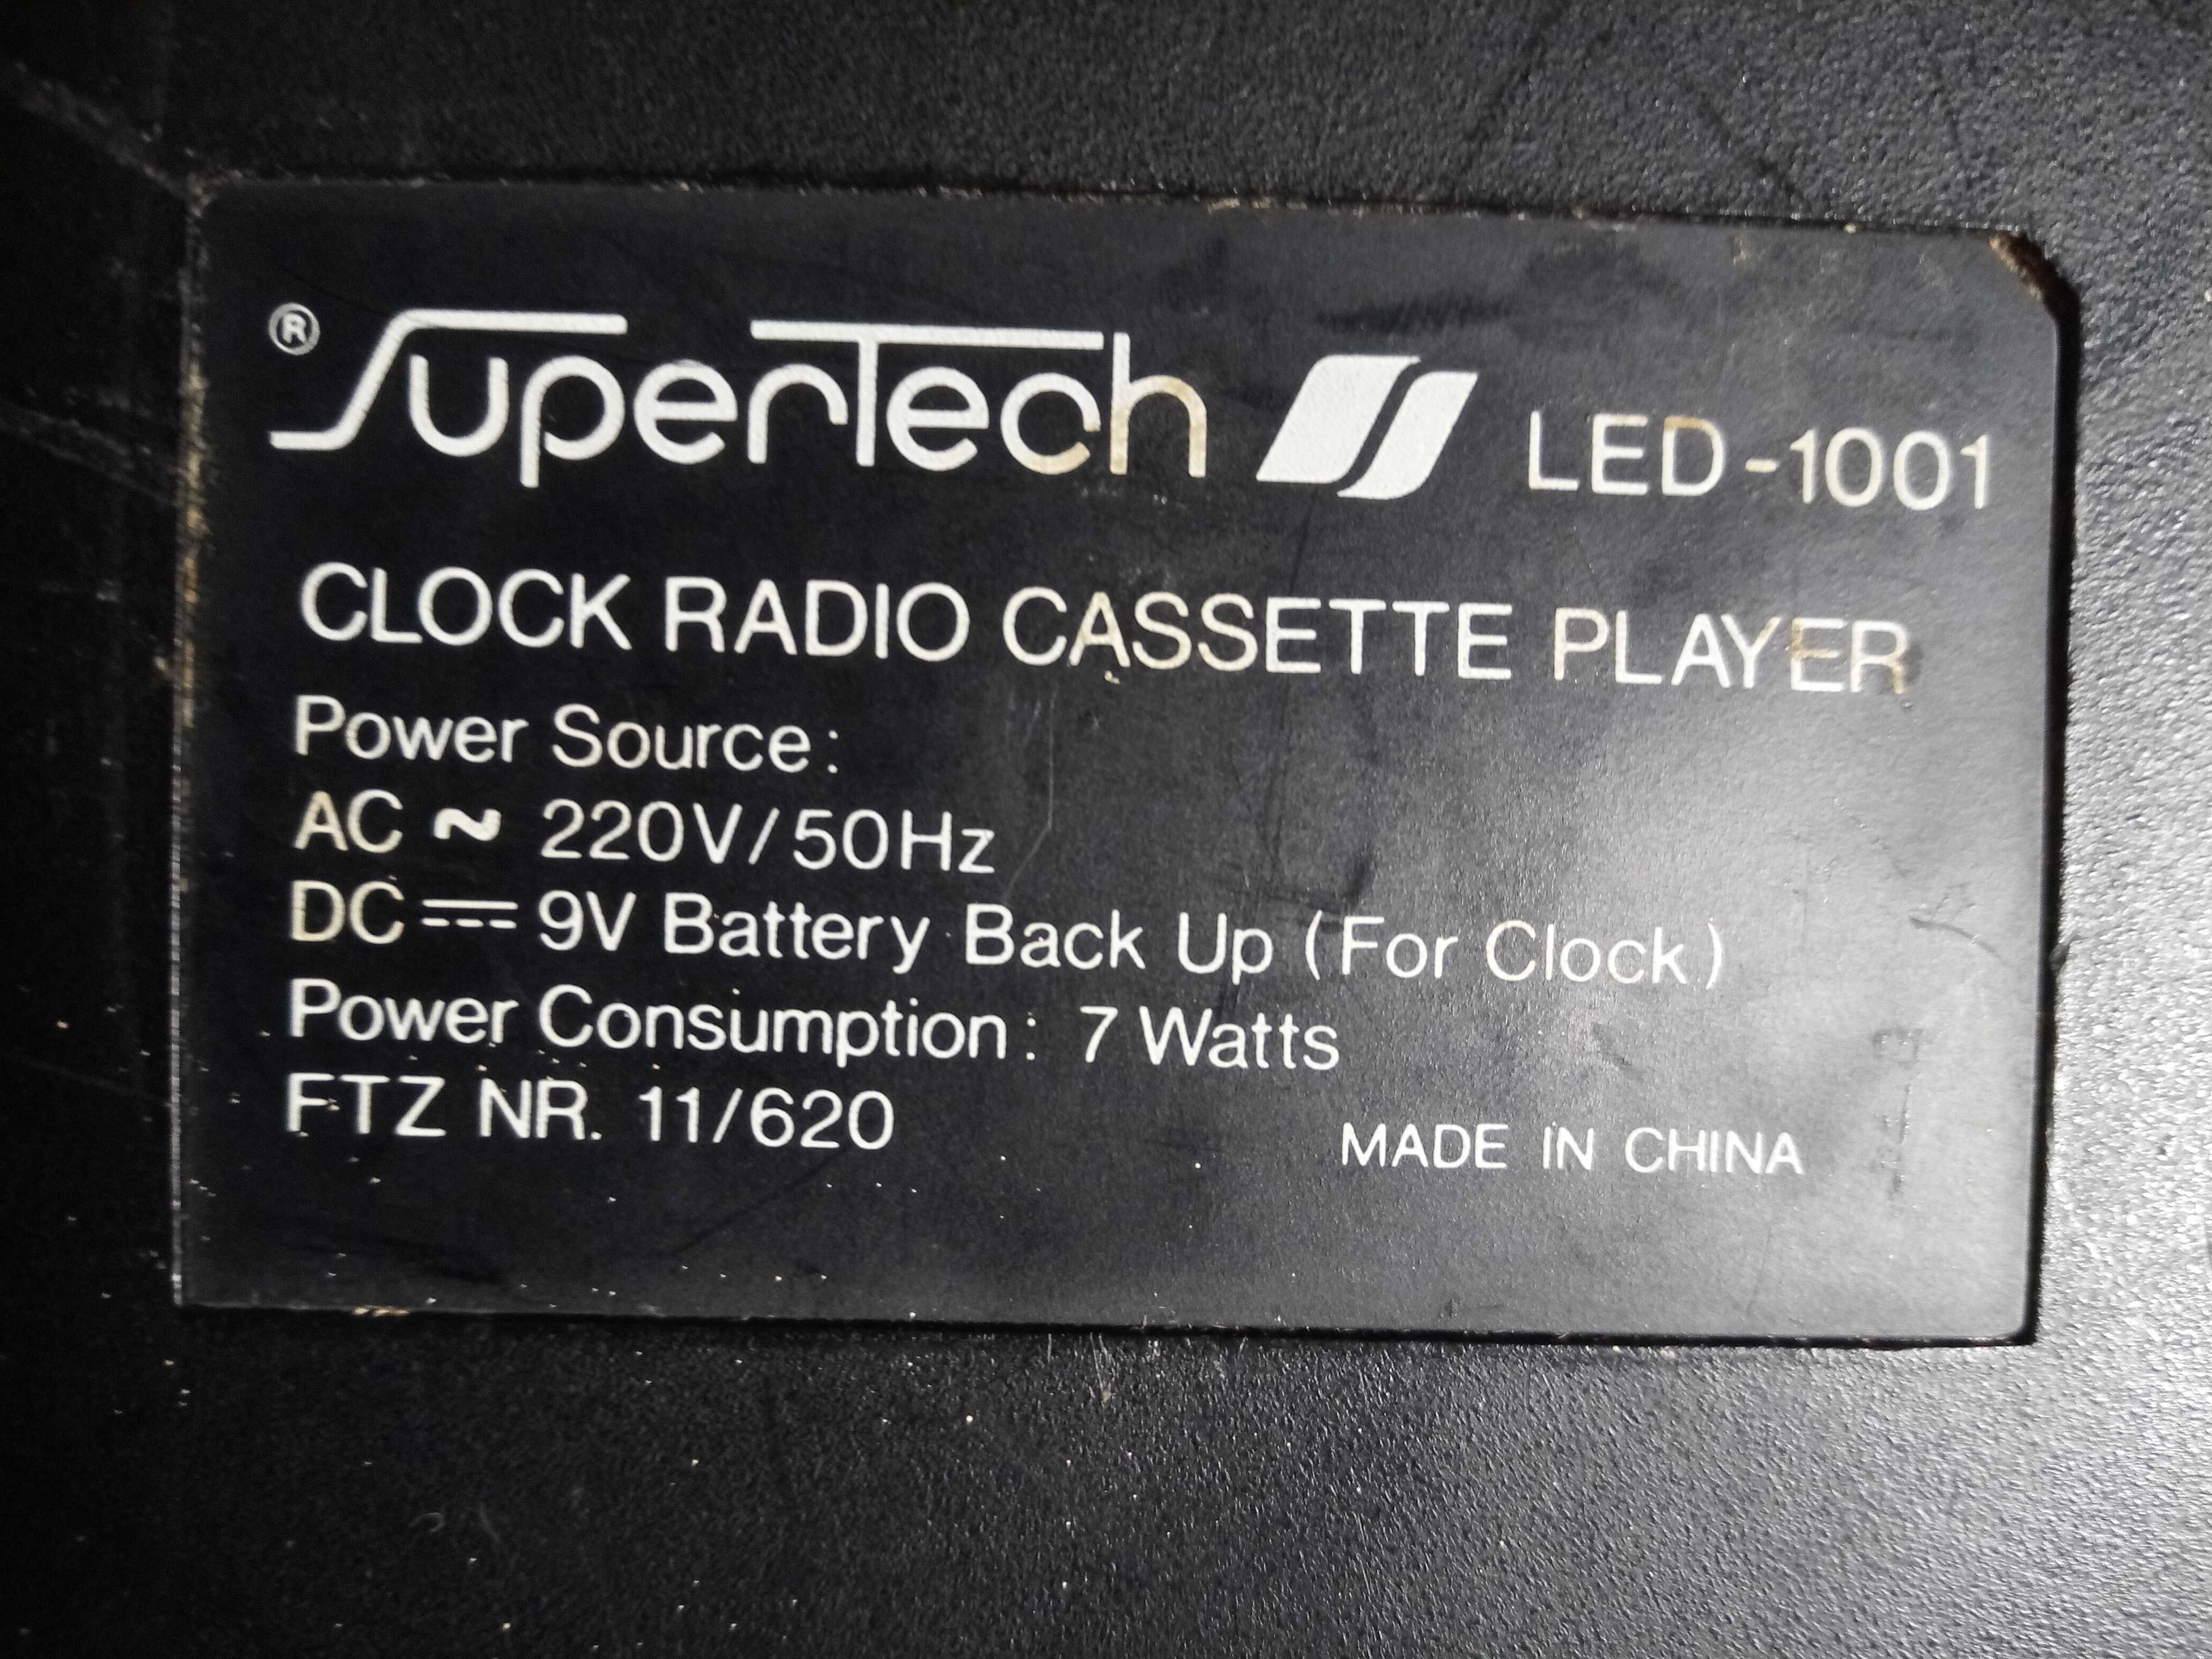 ® SuperTech LED-1001
CLOCK RADIO CASSETTE PLAYER
Power Source:
AC ~ 220V/50Hz
DC ⎓ 9V Battery Back Up (For Clock)
Power Consumption: 7 Watts
FTZ NR. 11/620
MADE IN CHINA